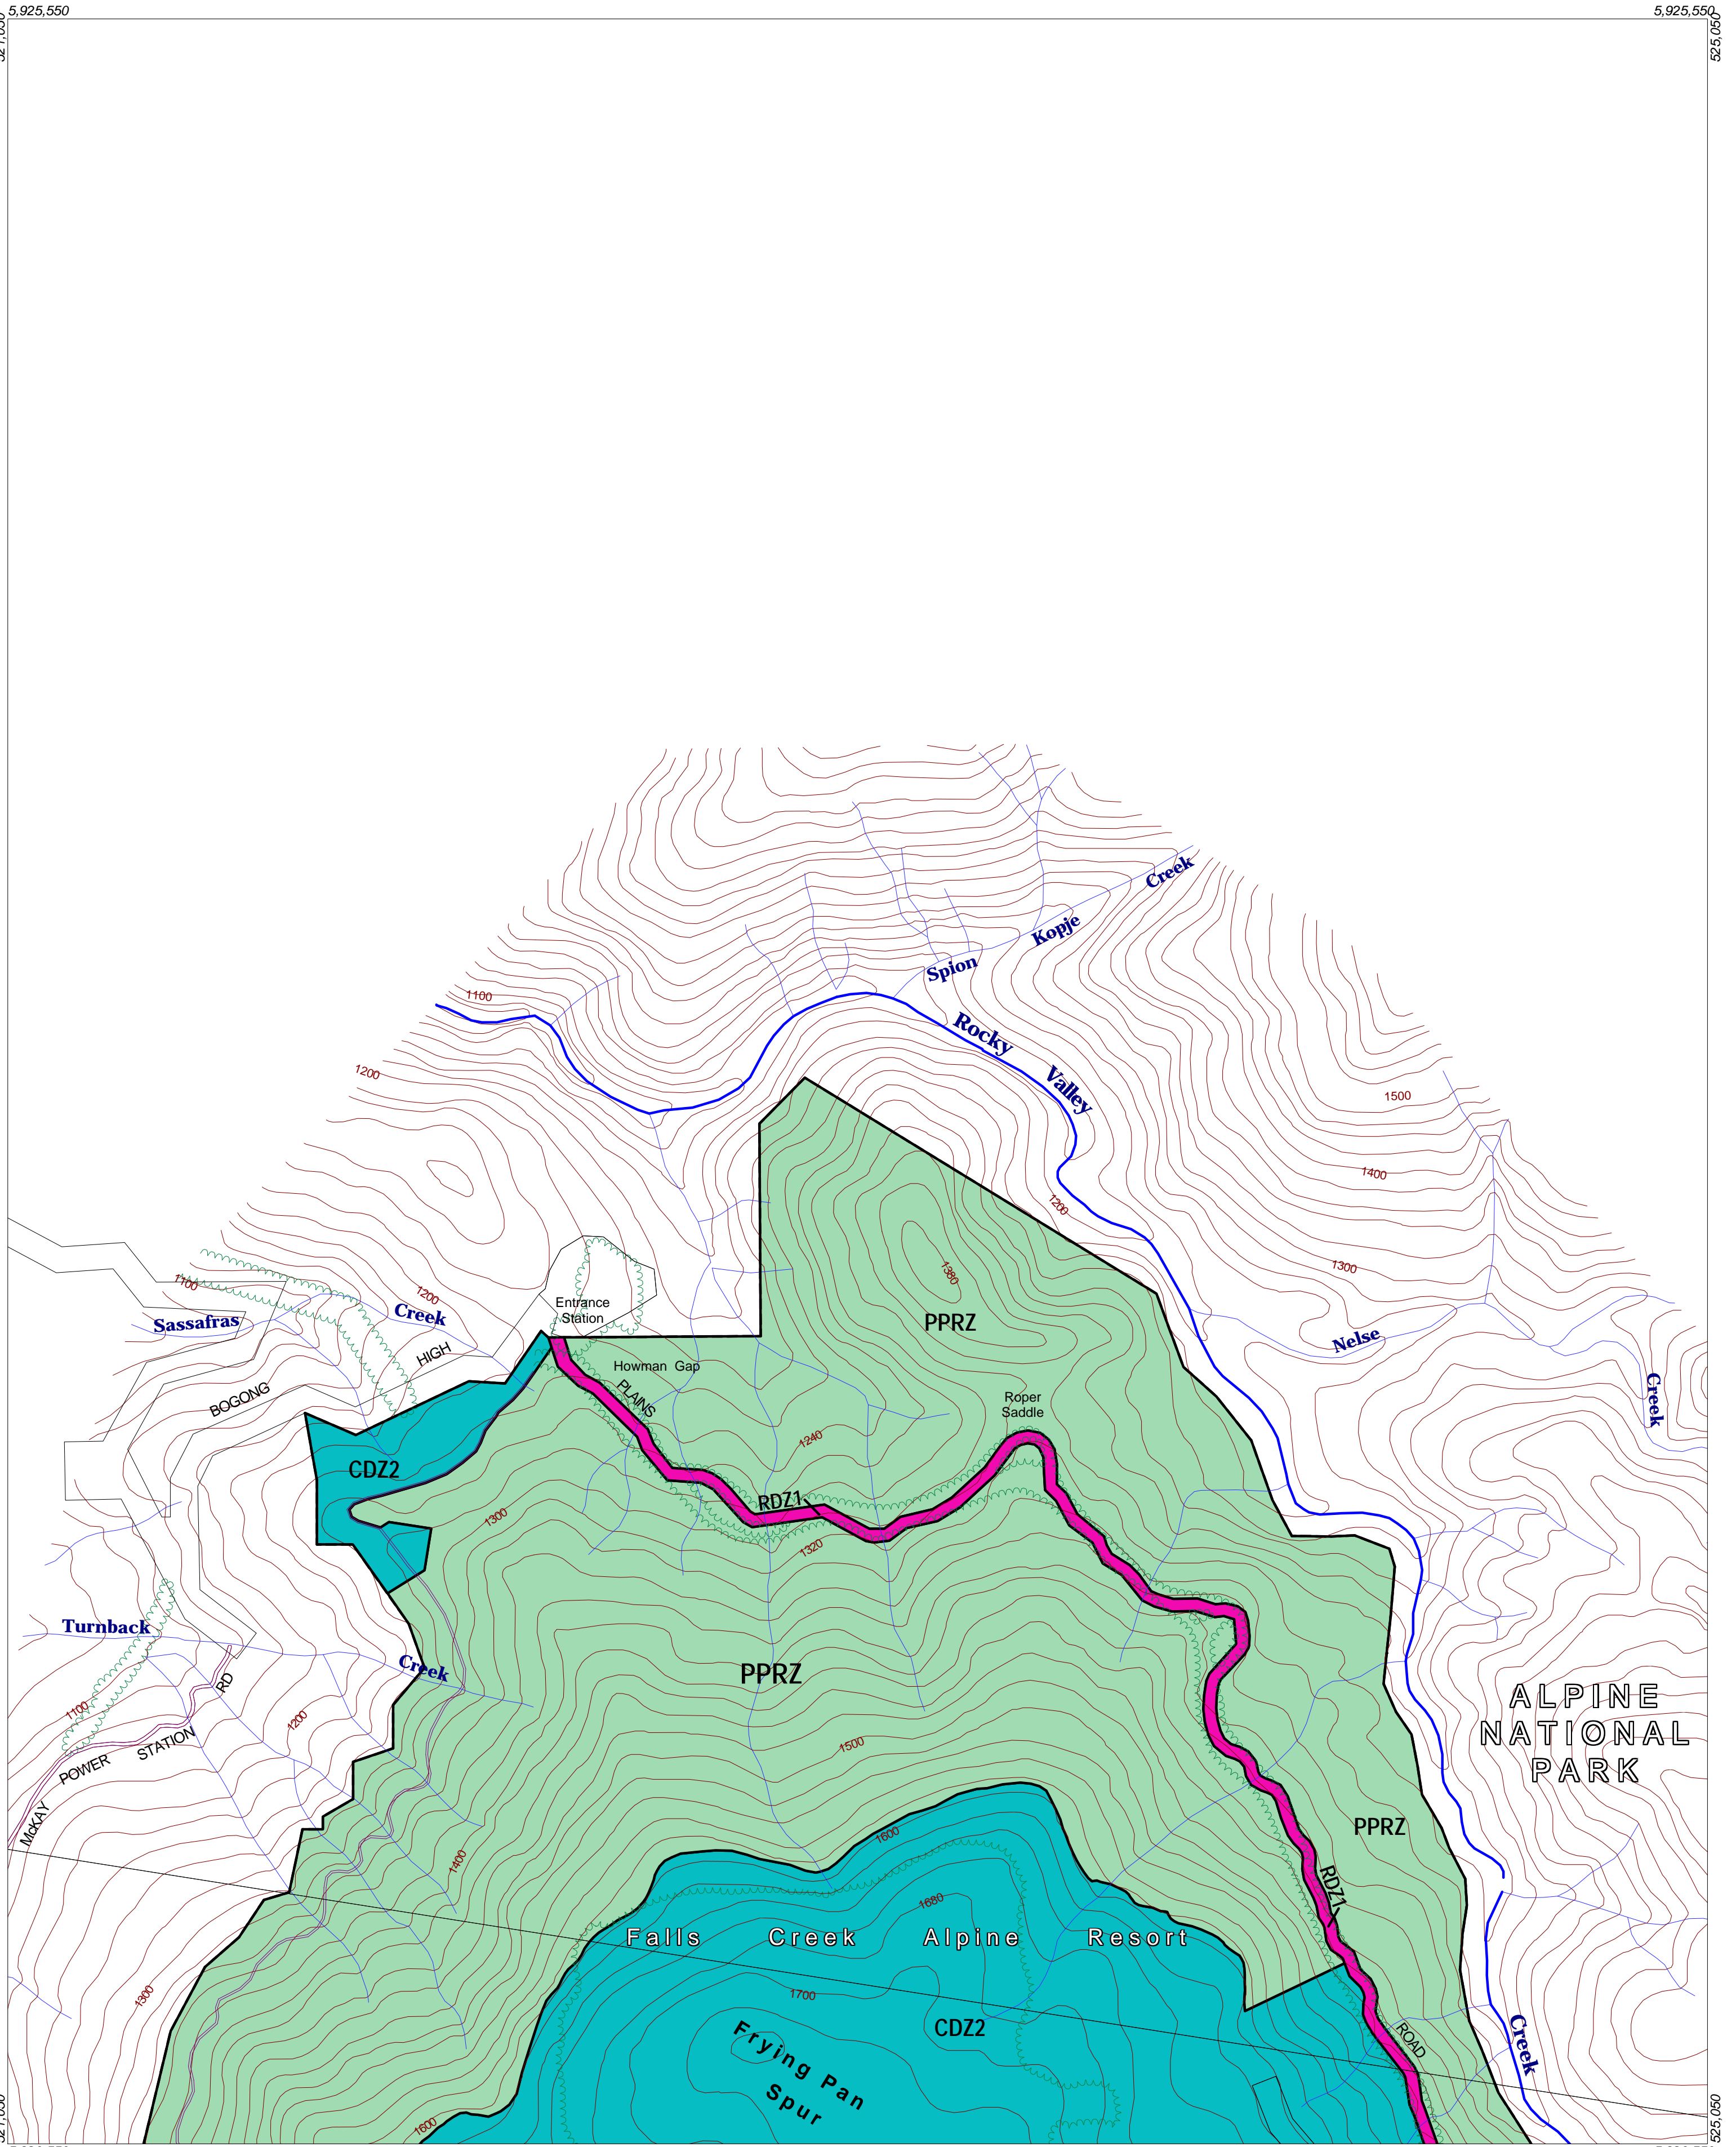 5,925,550
5,925,550
525,050
Creek
Kopje
Spion
1100
Rocky
1200
Valley
1500
1400
1200
1300
1380
1100
1200
Entrance
Station
Sassafras
Creek
PPRZ
Nelse
HIGH
Howman Gap
BOGONG
PLAINS
Roper
Saddle
Creek
1240
CDZ2
RDZ1
1300
1320
Turnback
Creek
PPRZ
RD
ALPINE
NATIONAL
PARK
1100
1200
STATION
1500
POWER
McKAY
PPRZ
1600
1400
RDZ1
1680
Falls Creek Alpine Resort
1300
1700
CDZ2
Frying Pan
Spur
ROAD
Creek
1600
525,050